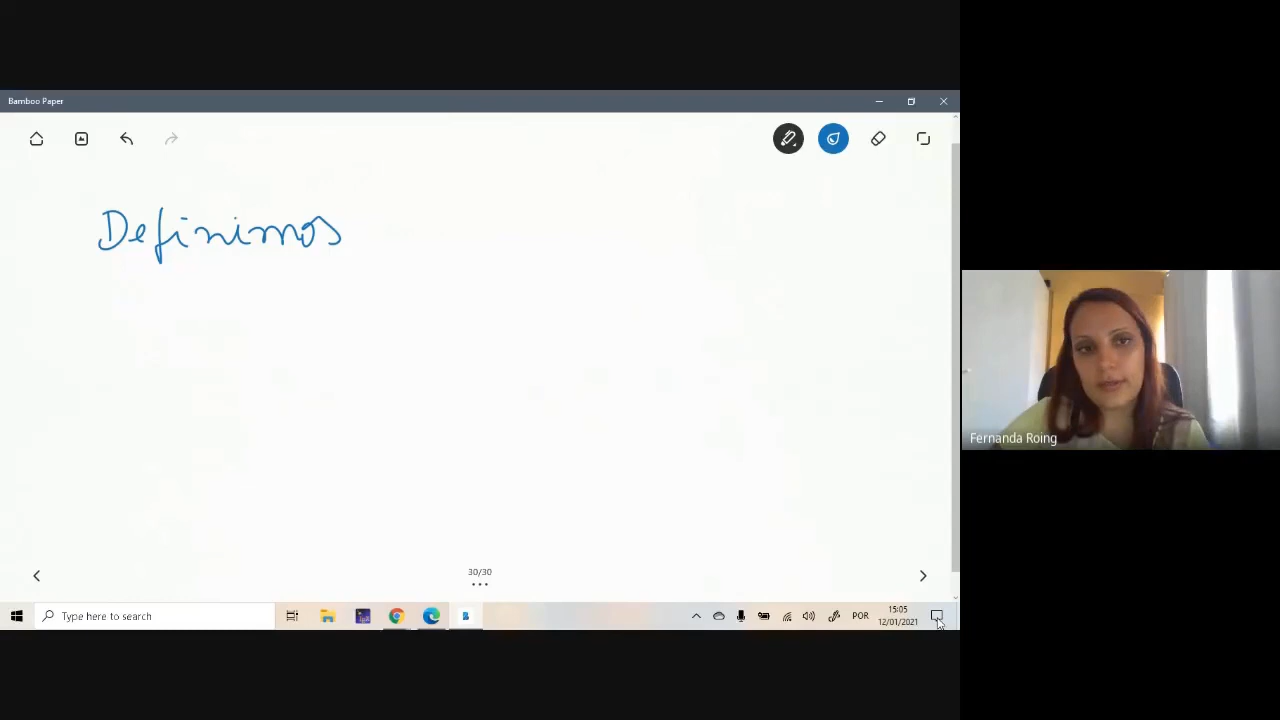 Bamboo Paper
Definimos
Fernanda Roing
30/30
Type here to search
POR
15:05
12/01/2021